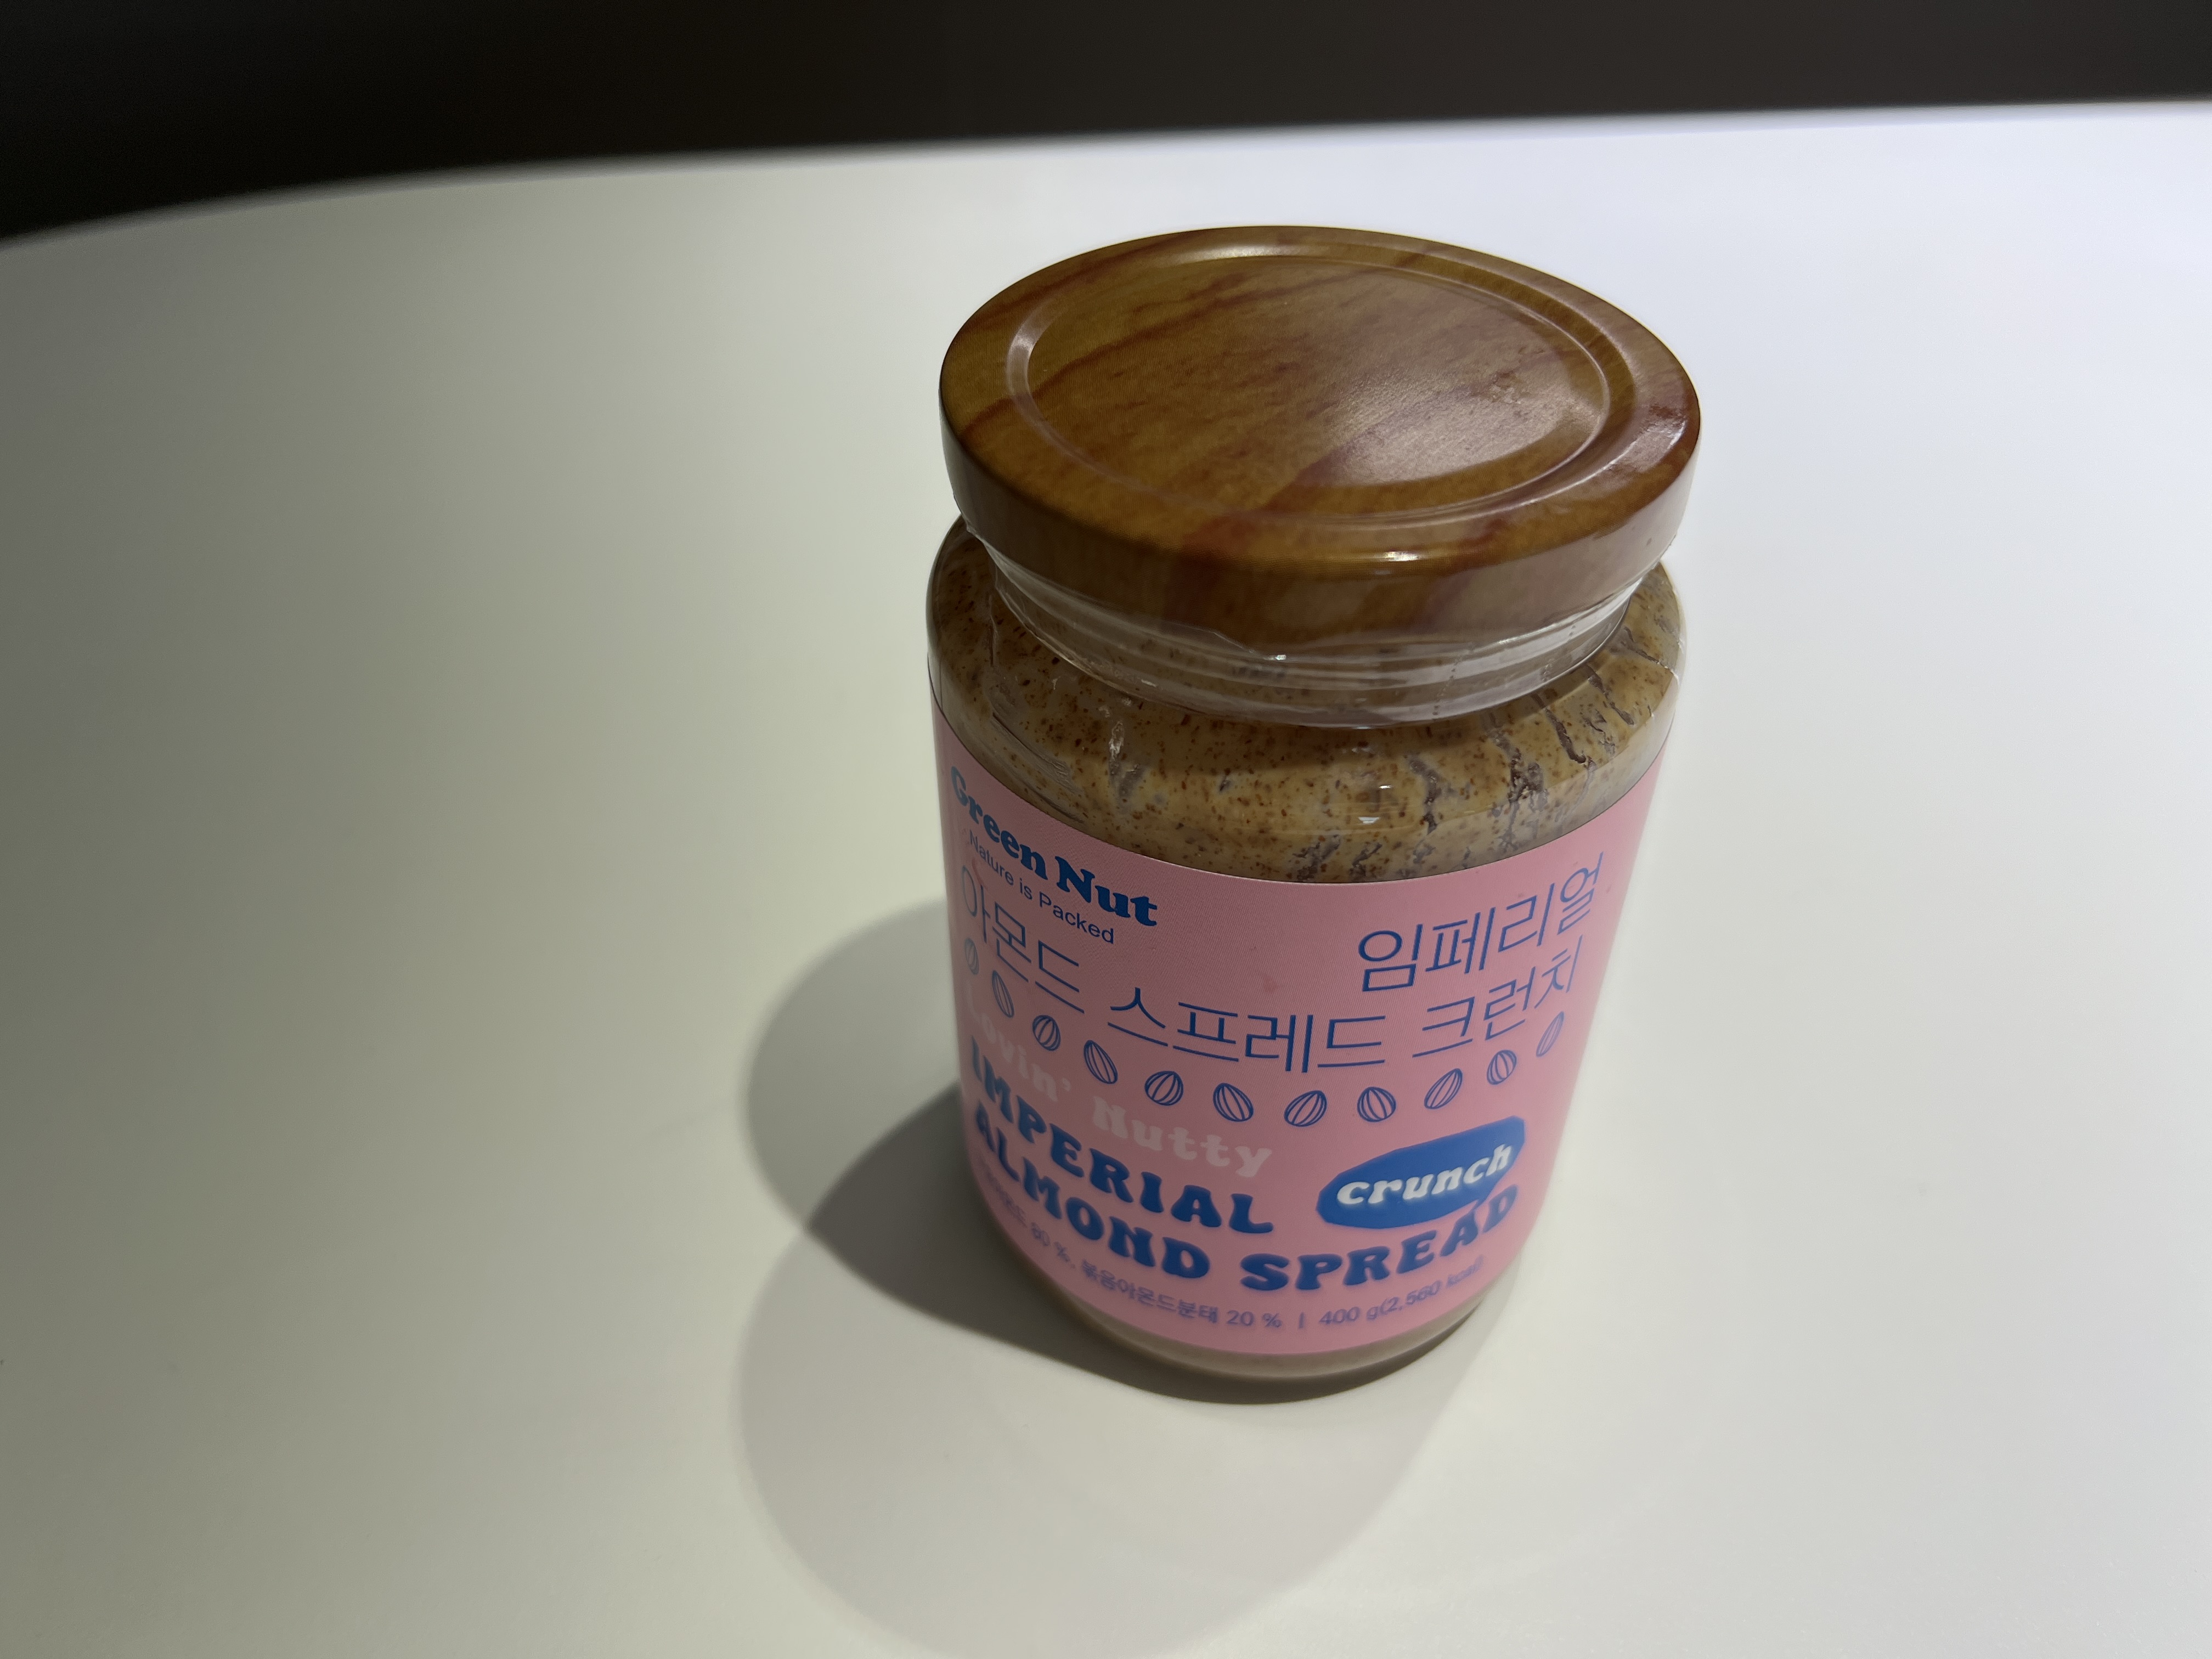 Green Nut
Nature is Packed
임페리얼
아몬드 스프레드 크런치
Lovin' Nutty
IMPERIAL
crunch
ALMOND SPREAD
80 %, 볶음아몬드분태 20 % | 400 g(2,560 kcal)